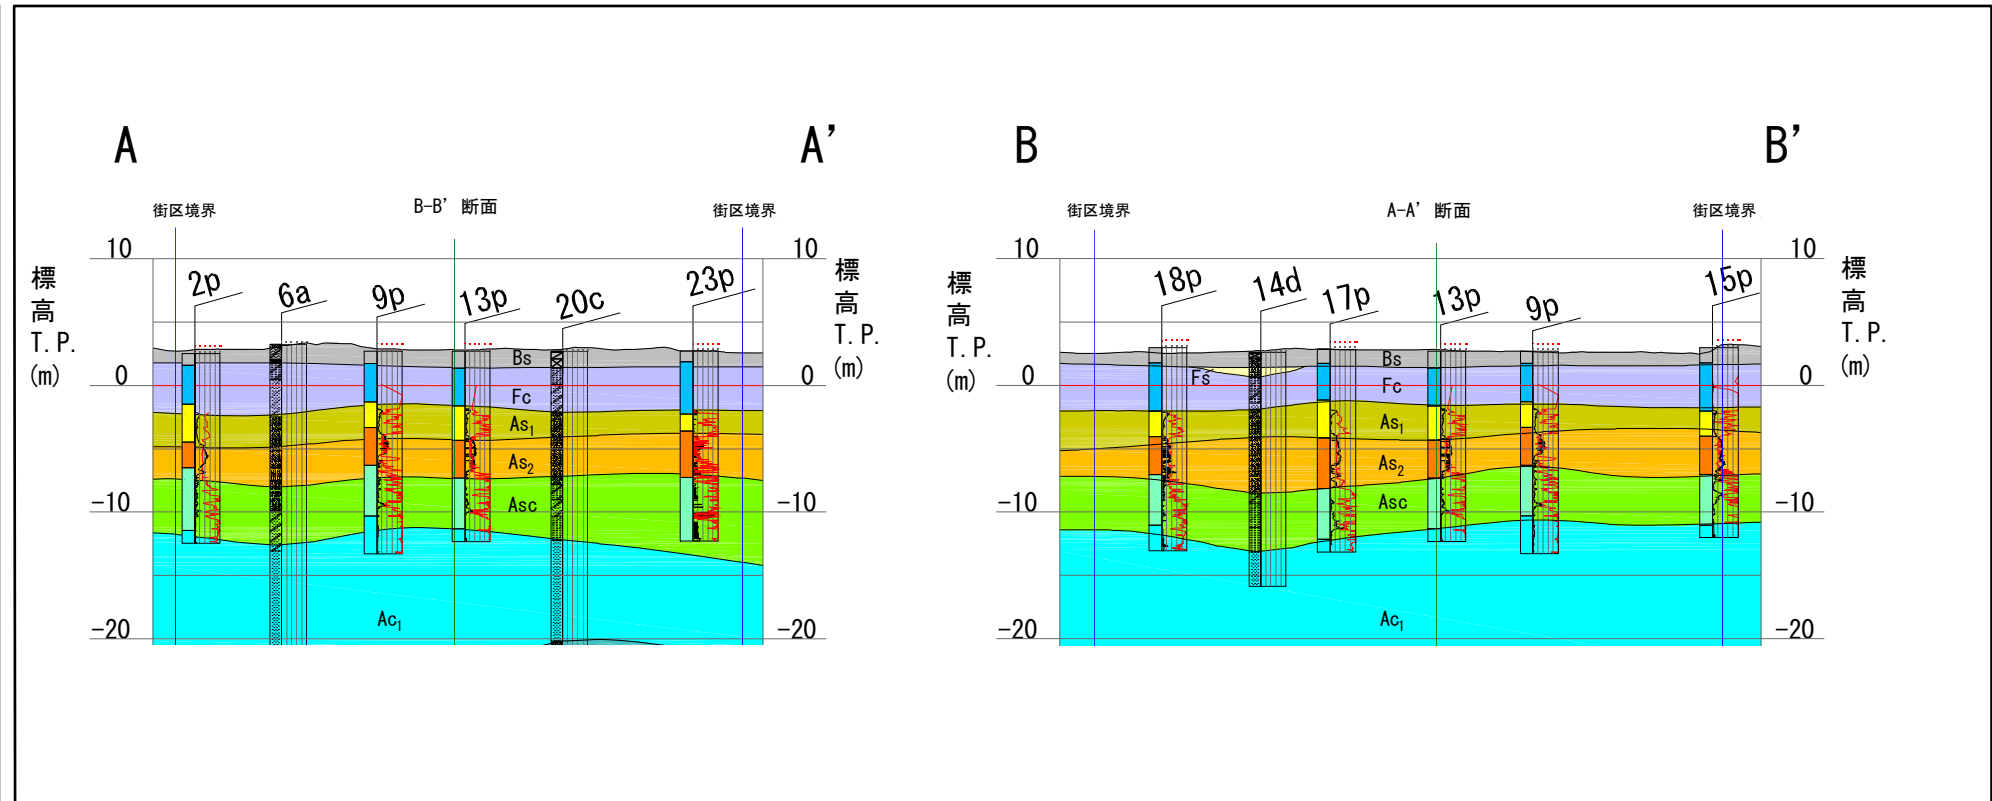 A A’
街区境界 B-B’ 断面 街区境界
標高 T.P. (m)
10
0
-10
-20
2p 6a 9p 13p 20c 23p
Bs
Fc
As₁
As₂
Asc
Ac₁
10
0
-10
-20
標高 T.P. (m)
B B’
街区境界 A-A’ 断面 街区境界
標高 T.P. (m)
10
0
-10
-20
18p 14d 17p 13p 9p 15p
Bs
Fs
Fc
As₁
As₂
Asc
Ac₁
10
0
-10
-20
標高 T.P. (m)